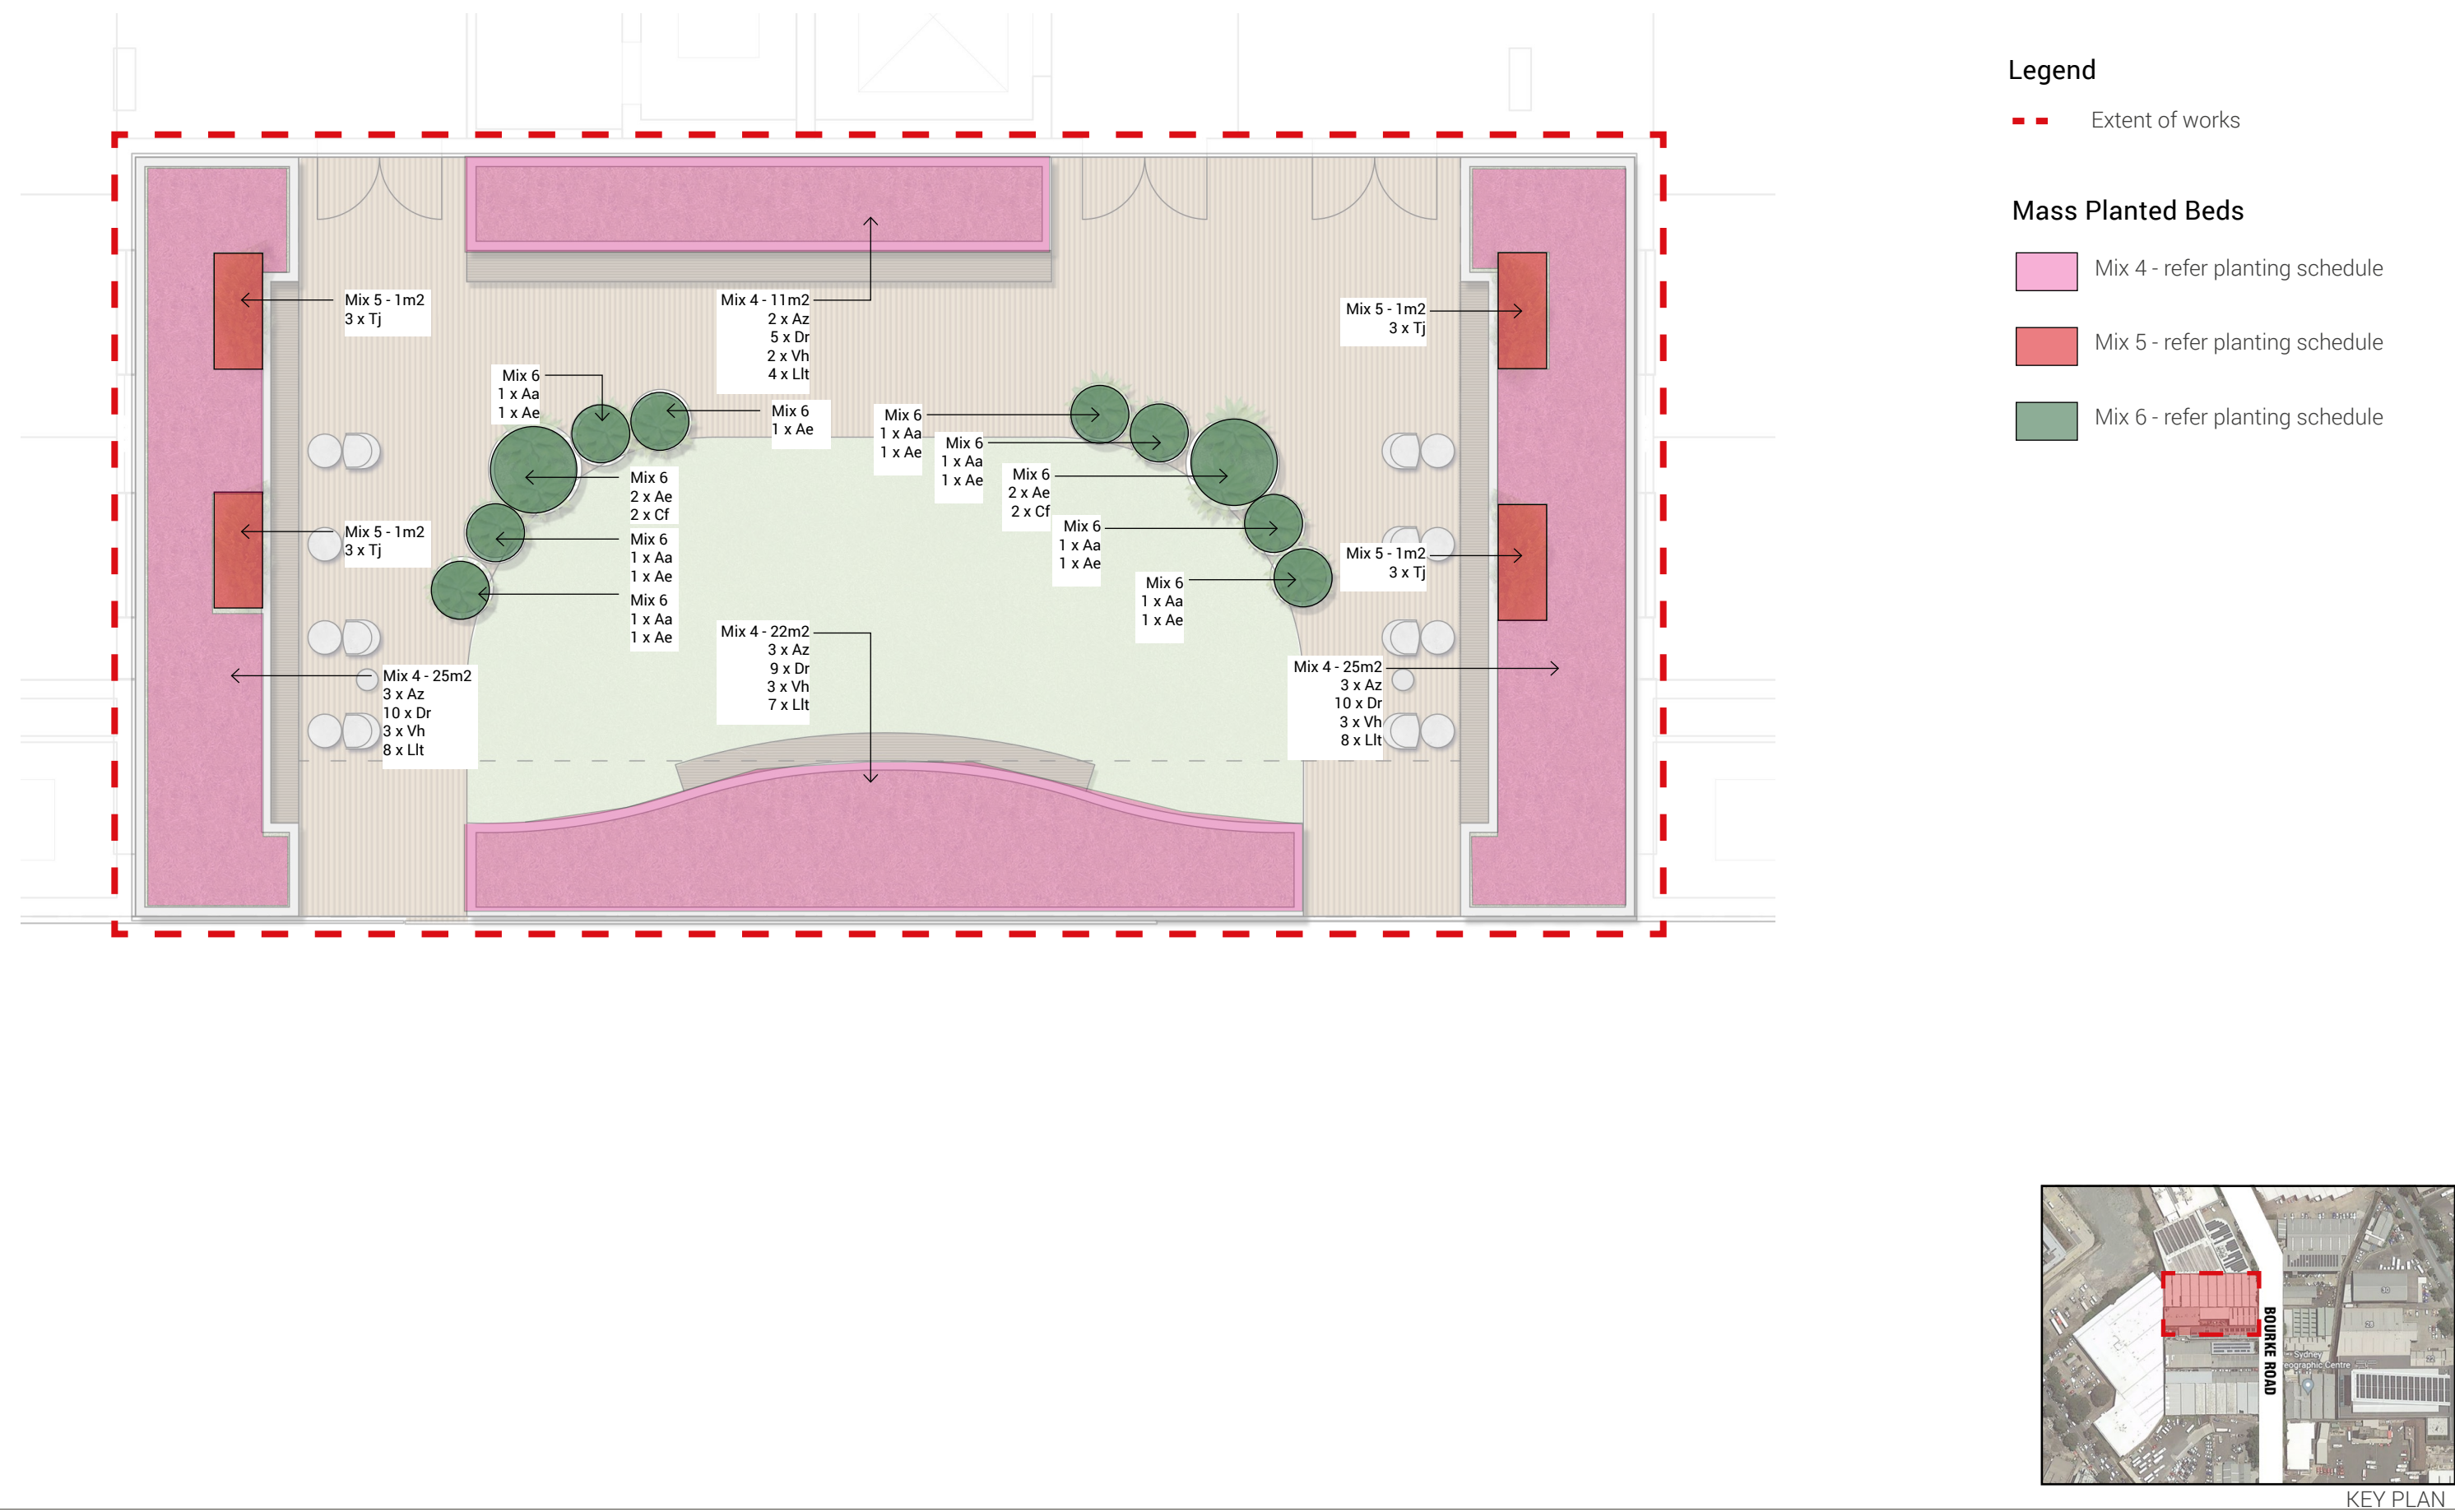 Legend
Extent of works
Mass Planted Beds
Mix 4 - refer planting schedule
Mix 5 - refer planting schedule
Mix 6 - refer planting schedule
Mix 5 - 1m2
3 x Tj
Mix 4 - 11m2
2 x Az
5 x Dr
2 x Vh
4 x Llt
Mix 5 - 1m2
3 x Tj
Mix 6
1 x Aa
1 x Ae
Mix 6
1 x Ae
Mix 6
1 x Aa
1 x Ae
Mix 6
1 x Aa
1 x Ae
Mix 6
2 x Ae
2 x Cf
Mix 6
2 x Ae
2 x Cf
Mix 5 - 1m2
3 x Tj
Mix 6
1 x Aa
1 x Ae
Mix 6
1 x Aa
1 x Ae
Mix 5 - 1m2
3 x Tj
Mix 6
1 x Aa
1 x Ae
Mix 6
1 x Aa
1 x Ae
Mix 4 - 22m2
3 x Az
9 x Dr
3 x Vh
7 x Llt
Mix 4 - 25m2
3 x Az
10 x Dr
3 x Vh
8 x Llt
Mix 4 - 25m2
3 x Az
10 x Dr
3 x Vh
8 x Llt
BOURKE ROAD
Sydney
eographic Centre
KEY PLAN